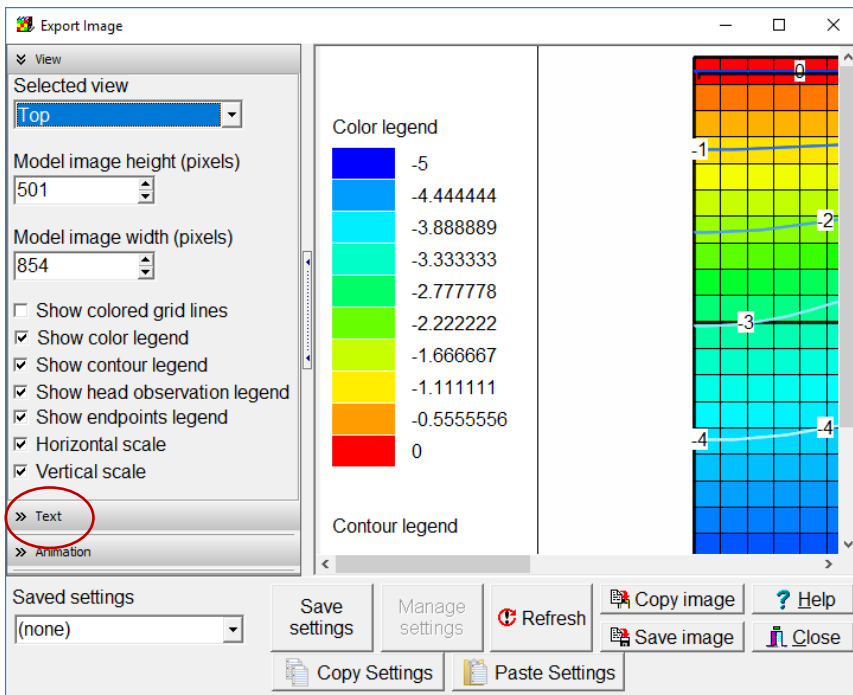 Export Image
View
Selected view
Top
Model image height (pixels)
501
Model image width (pixels)
854
Show colored grid lines
Show color legend
Show contour legend
Show head observation legend
Show endpoints legend
Horizontal scale
Vertical scale
Text
Animation
Color legend
-5
-4.444444
-3.888889
-3.333333
-2.777778
-2.222222
-1.666667
-1.111111
-0.5555556
0
Contour legend
0
-1
-2
-3
-4
-4
Saved settings
(none)
Save
settings
Manage
settings
Refresh
Copy image
Save image
Help
Close
Copy Settings
Paste Settings